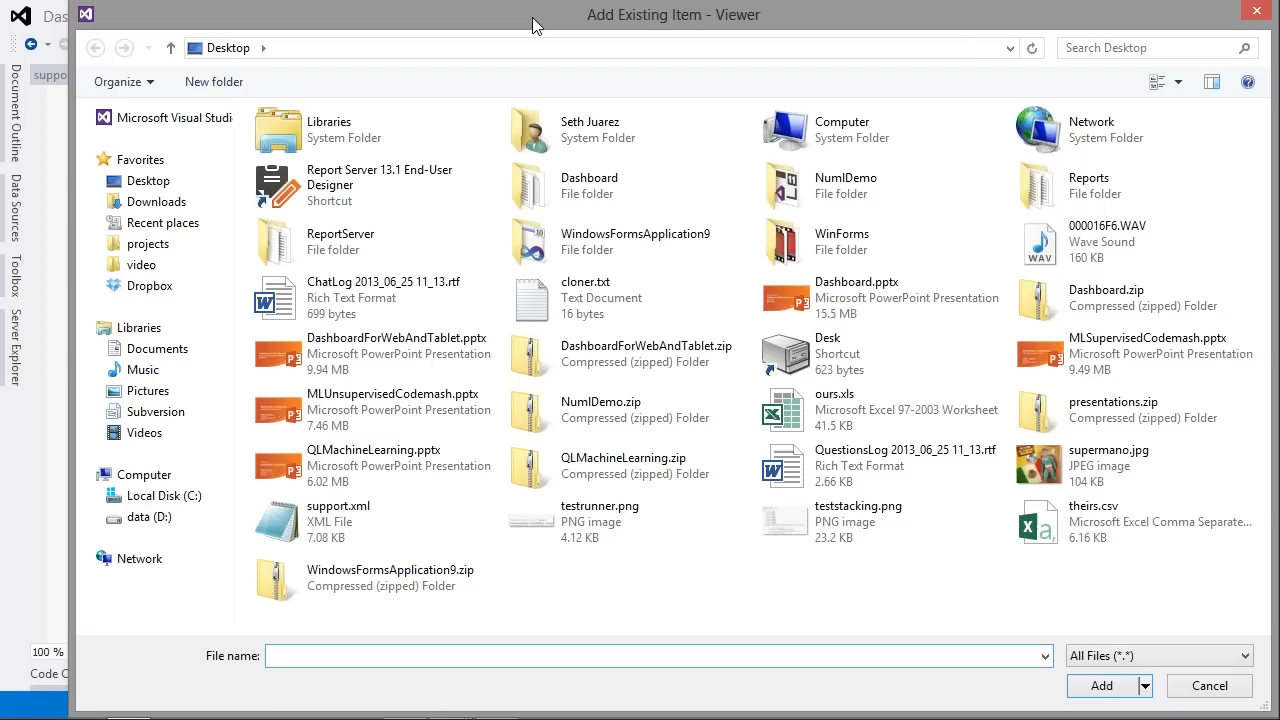 Das
Add Existing Item - Viewer
Desktop
Search Desktop
Organize
New folder
suppo
Document Outline
Data Sources
Toolbox
Server Explorer
Microsoft Visual Studi
Favorites
Desktop
Downloads
Recent places
projects
video
Dropbox
Libraries
Documents
Music
Pictures
Subversion
Videos
Computer
Local Disk (C:)
data (D:)
Network
Libraries
System Folder
Seth Juarez
System Folder
Computer
System Folder
Network
System Folder
Report Server 13.1 End-User
Designer
Shortcut
Dashboard
File folder
NumlDemo
File folder
Reports
File folder
ReportServer
File folder
WindowsFormsApplication9
File folder
WinForms
File folder
000016F6.WAV
Wave Sound
160 KB
ChatLog 2013_06_25 11_13.rtf
Rich Text Format
699 bytes
cloner.txt
Text Document
16 bytes
Dashboard.pptx
Microsoft PowerPoint Presentation
15.5 MB
Dashboard.zip
Compressed (zipped) Folder
DashboardForWebAndTablet.pptx
Microsoft PowerPoint Presentation
9.94 MB
DashboardForWebAndTablet.zip
Compressed (zipped) Folder
Desk
Shortcut
623 bytes
MLSupervisedCodemash.pptx
Microsoft PowerPoint Presentation
9.49 MB
MLUnsupervisedCodemash.pptx
Microsoft PowerPoint Presentation
7.46 MB
NumlDemo.zip
Compressed (zipped) Folder
ours.xls
Microsoft Excel 97-2003 Worksheet
41.5 KB
presentations.zip
Compressed (zipped) Folder
QLMachineLearning.pptx
Microsoft PowerPoint Presentation
6.02 MB
QLMachineLearning.zip
Compressed (zipped) Folder
QuestionsLog 2013_06_25 11_13.rtf
Rich Text Format
2.66 KB
supermano.jpg
JPEG image
104 KB
support.xml
XML File
7.08 KB
testrunner.png
PNG image
4.12 KB
teststacking.png
PNG image
23.2 KB
theirs.csv
Microsoft Excel Comma Separate...
6.16 KB
WindowsFormsApplication9.zip
Compressed (zipped) Folder
100 %
Code C
File name:
All Files (*.*)
Add
Cancel